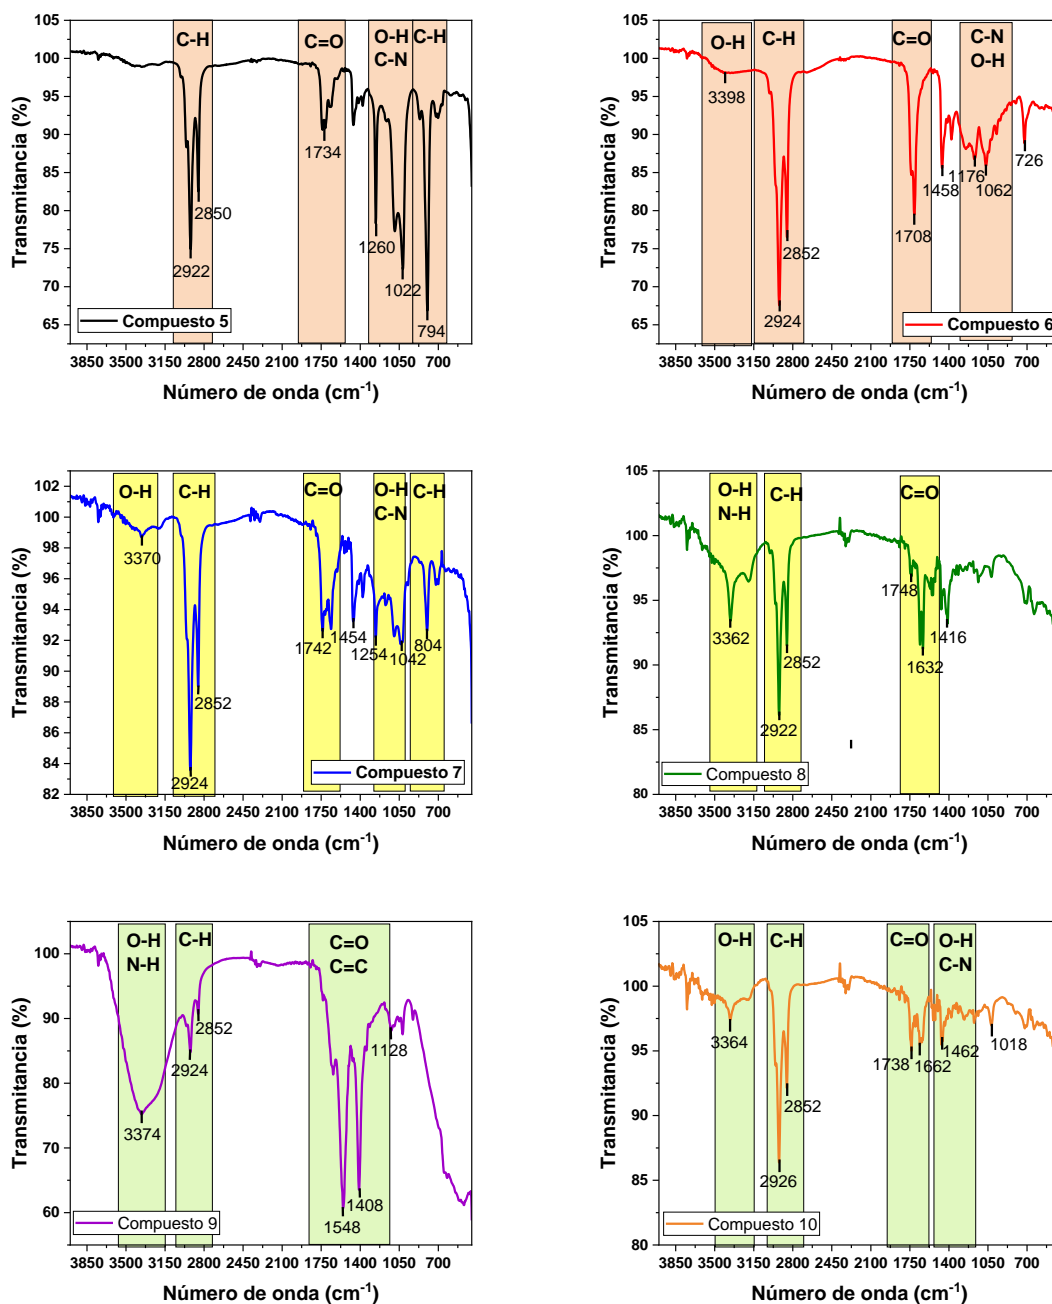 C-H
C=O
O-H
C-N
C-H
105
100
95
90
85
80
75
70
65
Transmitancia (%)
1734
2850
2922
1260
1022
794
Compuesto 5
3850 3500 3150 2800 2450 2100 1750 1400 1050 700
Número de onda (cm⁻¹)
O-H
C-H
C=O
C-N
O-H
105
100
95
90
85
80
75
70
65
Transmitancia (%)
3398
2852
2924
1708
1458
1176
1062
726
Compuesto 6
3850 3500 3150 2800 2450 2100 1750 1400 1050 700
Número de onda (cm⁻¹)
O-H
C-H
C=O
O-H
C-N
C-H
102
100
98
96
94
92
90
88
86
84
82
Transmitancia (%)
3370
2852
2924
1742
1454
1254
1042
804
Compuesto 7
3850 3500 3150 2800 2450 2100 1750 1400 1050 700
Número de onda (cm⁻¹)
O-H
N-H
C-H
C=O
105
100
95
90
85
80
Transmitancia (%)
3362
2852
2922
1748
1632
1416
Compuesto 8
3850 3500 3150 2800 2450 2100 1750 1400 1050 700
Número de onda (cm⁻¹)
O-H
N-H
C-H
C=O
C=C
100
90
80
70
60
Transmitancia (%)
3374
2852
2924
1128
1408
1548
Compuesto 9
3850 3500 3150 2800 2450 2100 1750 1400 1050 700
Número de onda (cm⁻¹)
O-H
C-H
C=O
O-H
C-N
105
100
95
90
85
80
Transmitancia (%)
3364
2852
2926
1738
1662
1462
1018
Compuesto 10
3850 3500 3150 2800 2450 2100 1750 1400 1050 700
Número de onda (cm⁻¹)